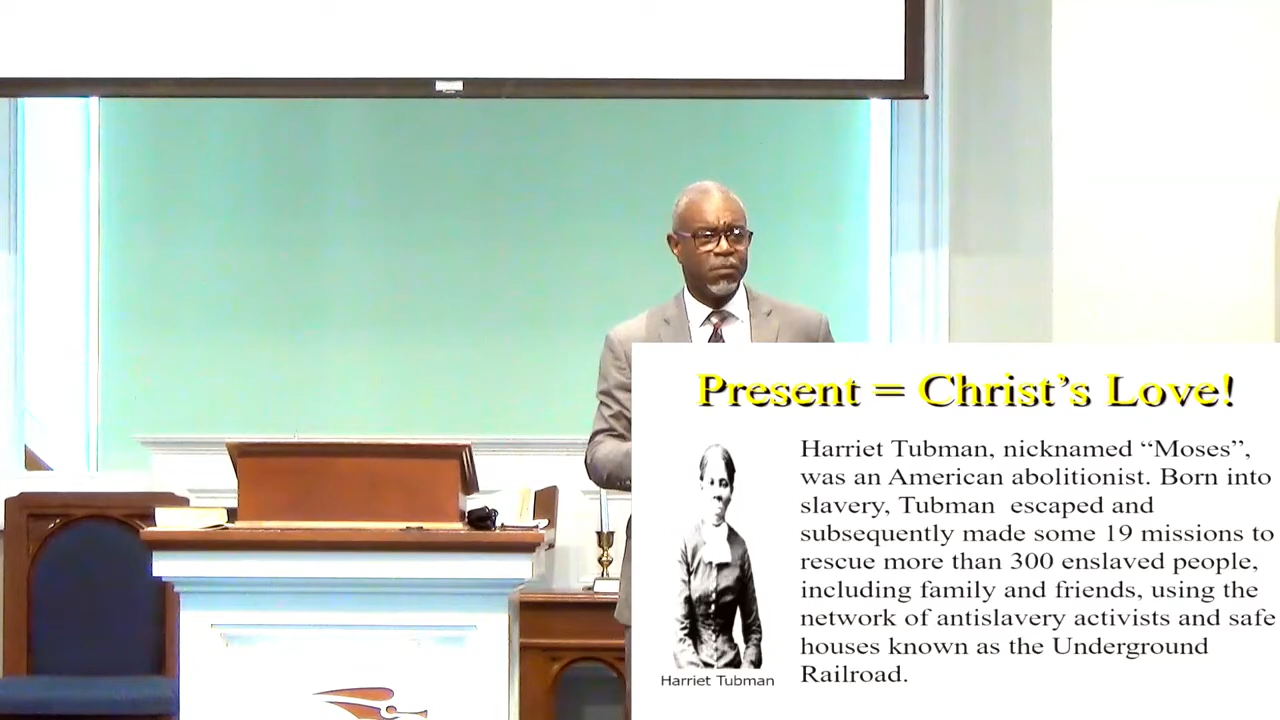 Present = Christ's Love!
Harriet Tubman, nicknamed “Moses”,
was an American abolitionist. Born into
slavery, Tubman  escaped and
subsequently made some 19 missions to
rescue more than 300 enslaved people,
including family and friends, using the
network of antislavery activists and safe
houses known as the Underground
Railroad.
Harriet Tubman